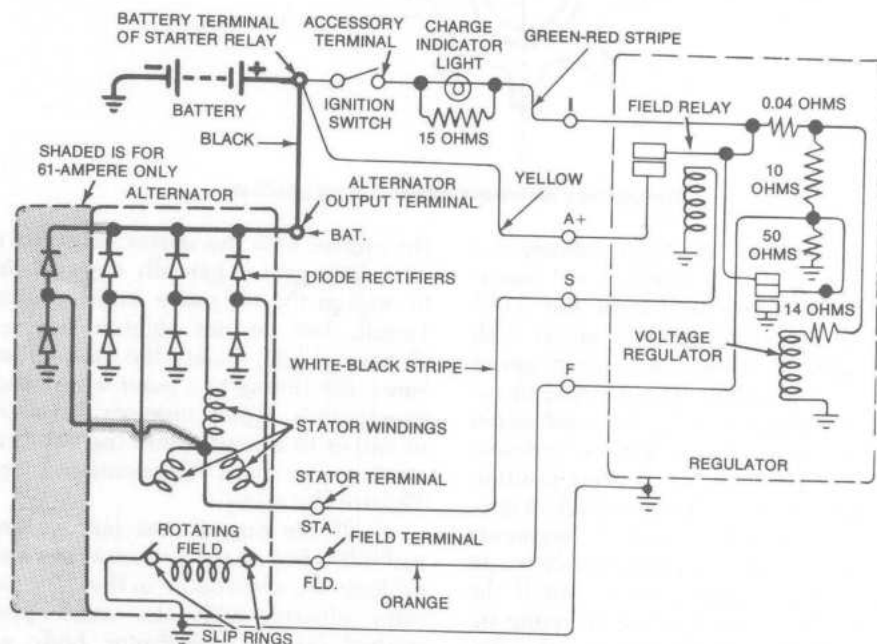 BATTERY TERMINAL
OF STARTER RELAY
ACCESSORY
TERMINAL
CHARGE
INDICATOR
LIGHT
GREEN-RED STRIPE
-
+
BATTERY
IGNITION
SWITCH
15 OHMS
I
FIELD RELAY
0.04 OHMS
BLACK
SHADED IS FOR
61-AMPERE ONLY
ALTERNATOR
ALTERNATOR
OUTPUT TERMINAL
BAT.
YELLOW
A+
10
OHMS
50
OHMS
DIODE RECTIFIERS
S
14 OHMS
VOLTAGE
REGULATOR
WHITE-BLACK STRIPE
F
STATOR WINDINGS
REGULATOR
STATOR TERMINAL
STA.
ROTATING
FIELD
FIELD TERMINAL
FLD.
ORANGE
SLIP RINGS